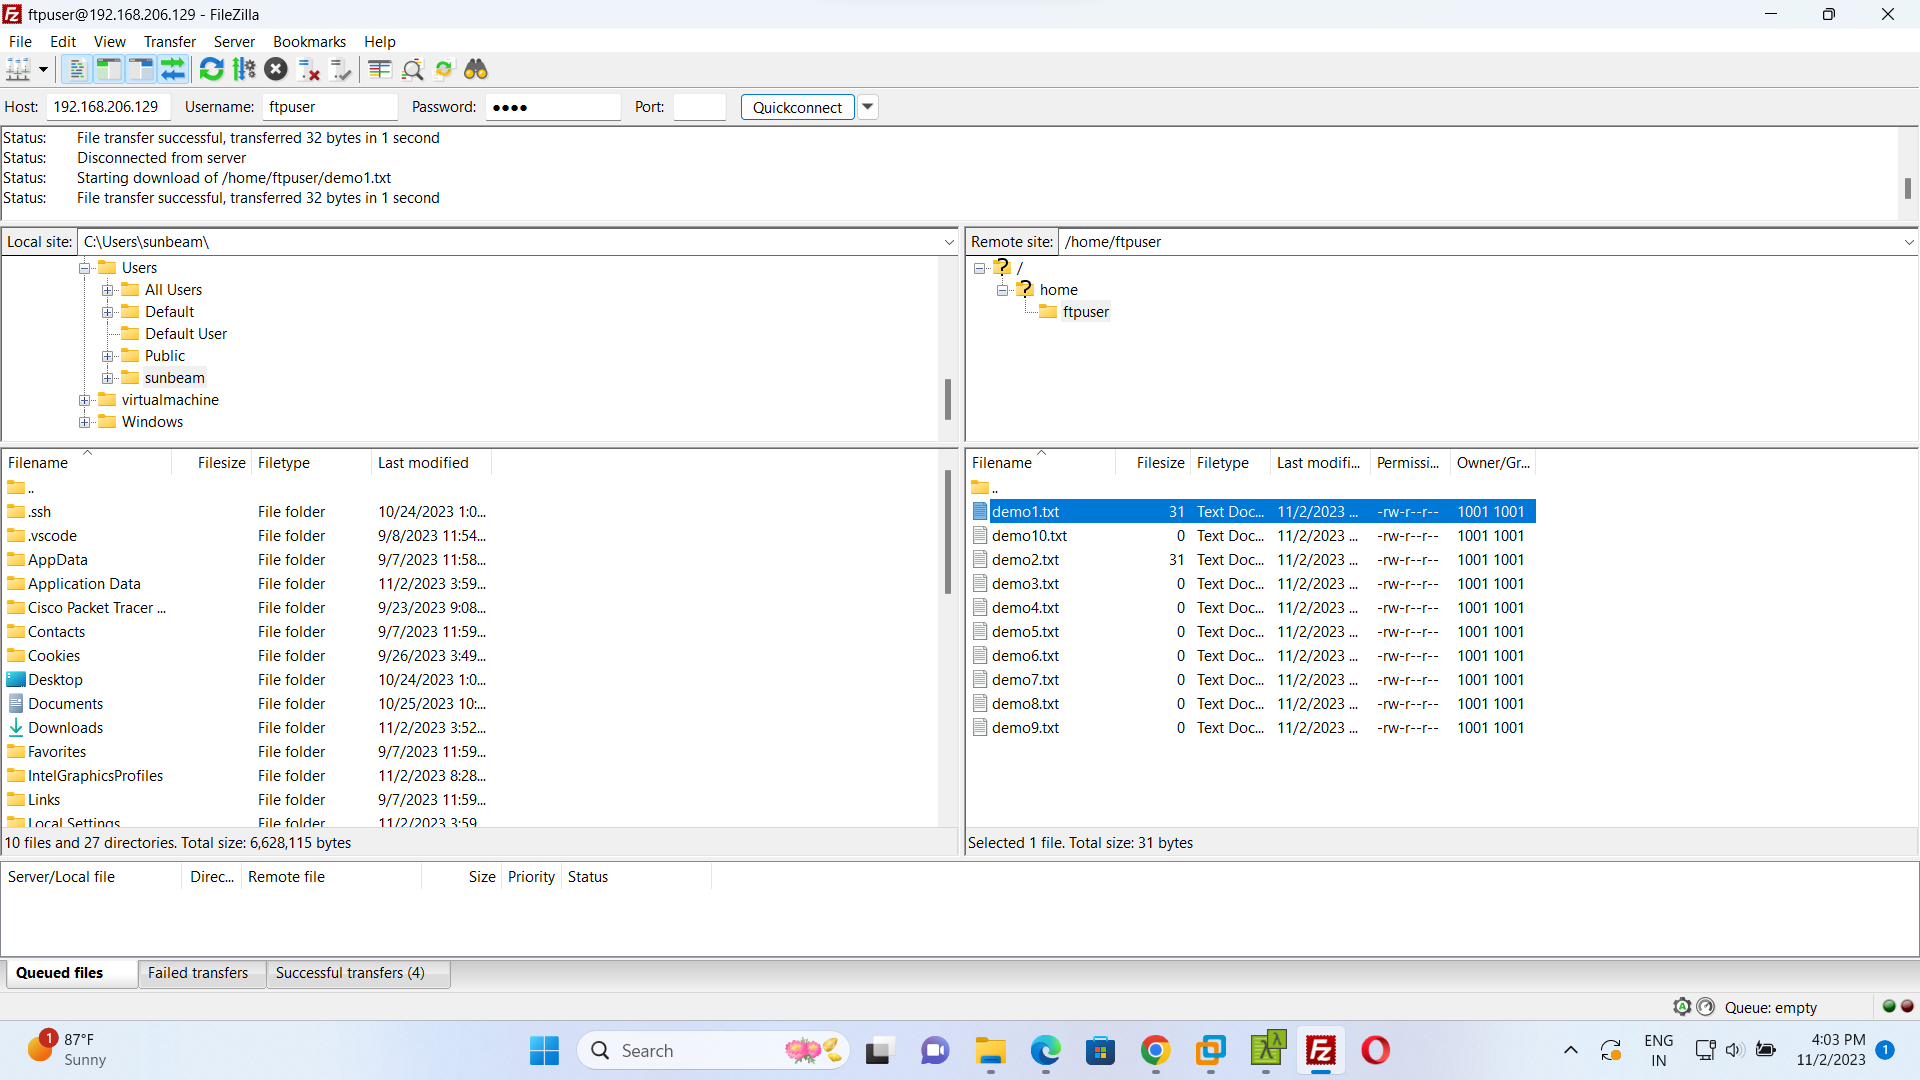 ftpuser@192.168.206.129 - FileZilla
File Edit View Transfer Server Bookmarks Help
Host: 192.168.206.129 Username: ftpuser Password: ●●●● Port: Quickconnect
Status: File transfer successful, transferred 32 bytes in 1 second
Status: Disconnected from server
Status: Starting download of /home/ftpuser/demo1.txt
Status: File transfer successful, transferred 32 bytes in 1 second
Local site: C:\Users\sunbeam\
Users
All Users
Default
Default User
Public
sunbeam
virtualmachine
Windows
Remote site: /home/ftpuser
/
home
ftpuser
Filename Filesize Filetype Last modified
..
.ssh File folder 10/24/2023 1:0...
.vscode File folder 9/8/2023 11:54...
AppData File folder 9/7/2023 11:58...
Application Data File folder 11/2/2023 3:59...
Cisco Packet Tracer ... File folder 9/23/2023 9:08...
Contacts File folder 9/7/2023 11:59...
Cookies File folder 9/26/2023 3:49...
Desktop File folder 10/24/2023 1:0...
Documents File folder 10/25/2023 10:...
Downloads File folder 11/2/2023 3:52...
Favorites File folder 9/7/2023 11:59...
IntelGraphicsProfiles File folder 11/2/2023 8:28...
Links File folder 9/7/2023 11:59...
Local Settings File folder 11/2/2023 3:59
10 files and 27 directories. Total size: 6,628,115 bytes
Filename Filesize Filetype Last modifi... Permissi... Owner/Gr...
..
demo1.txt 31 Text Doc... 11/2/2023 ... -rw-r--r-- 1001 1001
demo10.txt 0 Text Doc... 11/2/2023 ... -rw-r--r-- 1001 1001
demo2.txt 31 Text Doc... 11/2/2023 ... -rw-r--r-- 1001 1001
demo3.txt 0 Text Doc... 11/2/2023 ... -rw-r--r-- 1001 1001
demo4.txt 0 Text Doc... 11/2/2023 ... -rw-r--r-- 1001 1001
demo5.txt 0 Text Doc... 11/2/2023 ... -rw-r--r-- 1001 1001
demo6.txt 0 Text Doc... 11/2/2023 ... -rw-r--r-- 1001 1001
demo7.txt 0 Text Doc... 11/2/2023 ... -rw-r--r-- 1001 1001
demo8.txt 0 Text Doc... 11/2/2023 ... -rw-r--r-- 1001 1001
demo9.txt 0 Text Doc... 11/2/2023 ... -rw-r--r-- 1001 1001
Selected 1 file. Total size: 31 bytes
Server/Local file Direc... Remote file Size Priority Status
Queued files Failed transfers Successful transfers (4)
Queue: empty
1 87°F
Sunny
Search
ENG
IN
4:03 PM
11/2/2023
1